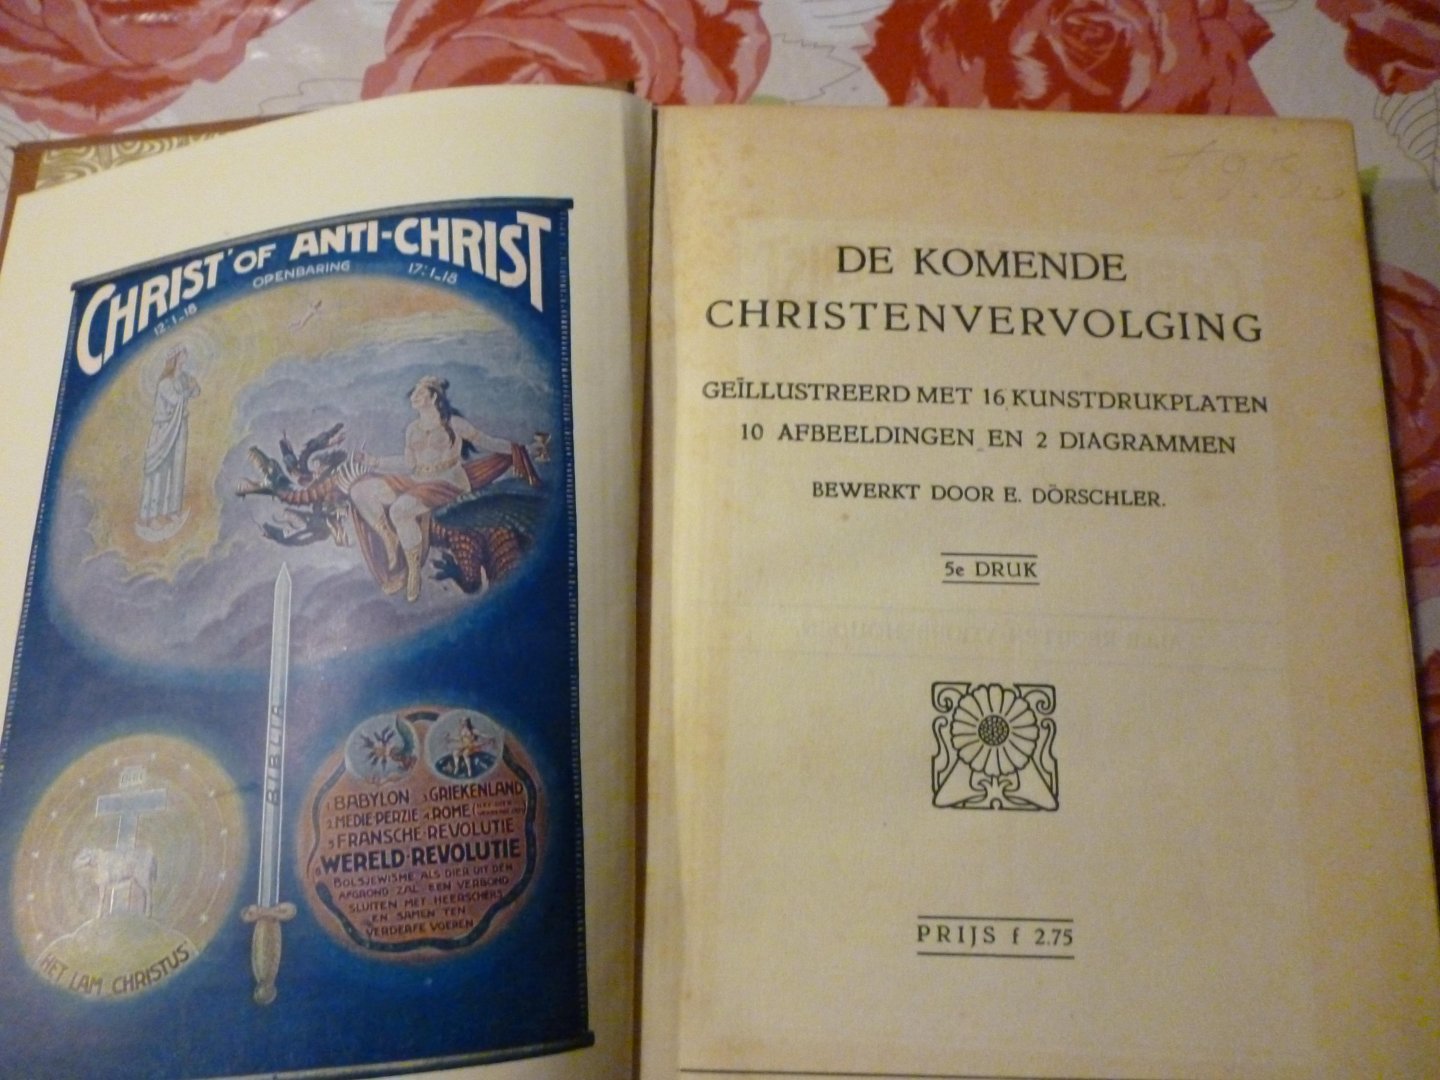 CHRIST' OF ANTI-CHRIST
12:1-18 OPENBARING 17:1-18
BIBLIA
INRI
HET LAM CHRISTUS
1 BABYLON 3 GRIEKENLAND
2 MEDIE-PERZIE 4 ROME
5 FRANSCHE-REVOLUTIE
6 WERELD-REVOLUTIE
BOLSJEWISME ALS DIER UIT DEN
AFGROND ZAL EEN VERBOND
SLUITEN MET HEERSCHERS
EN SAMEN TEN
VERDERFE VOEREN
DE KOMENDE
CHRISTENVERVOLGING
GEÏLLUSTREERD MET 16 KUNSTDRUKPLATEN
10 AFBEELDINGEN EN 2 DIAGRAMMEN
BEWERKT DOOR E. DÖRSCHLER.
5e DRUK
PRIJS f 2.75